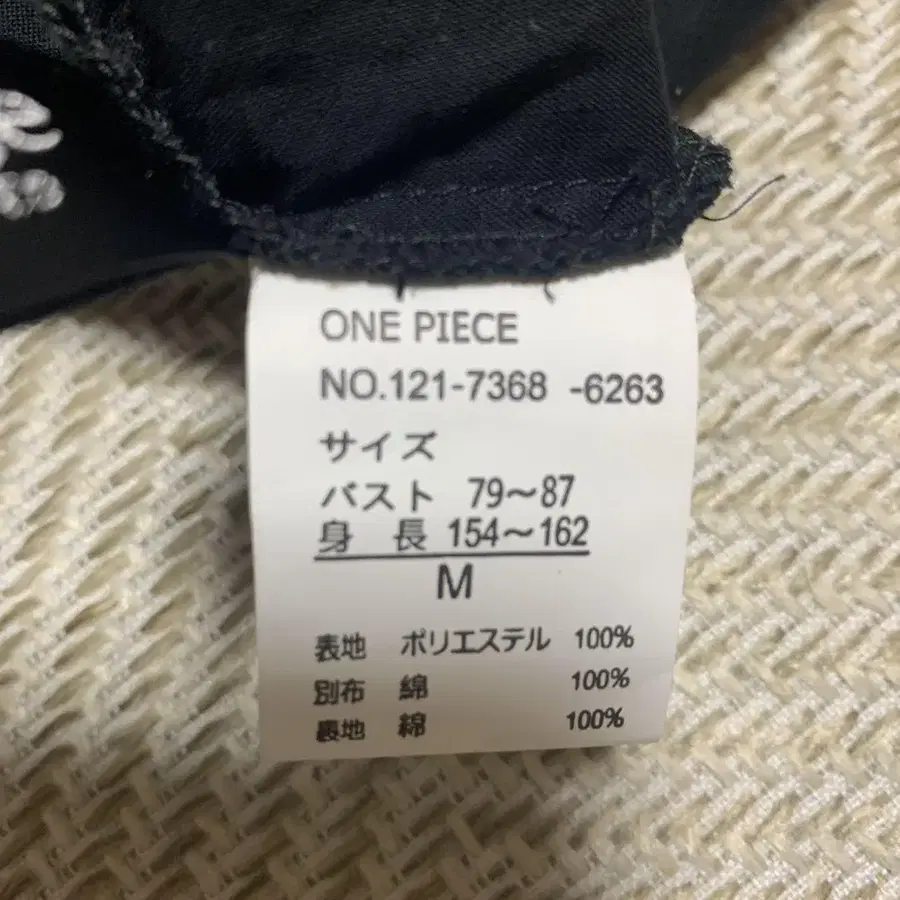 ONE PIECE
NO.121-7368 -6263
サイズ
バスト 79～87
身 長 154～162
M
表地 ポリエステル 100%
別布 綿 100%
裏地 綿 100%